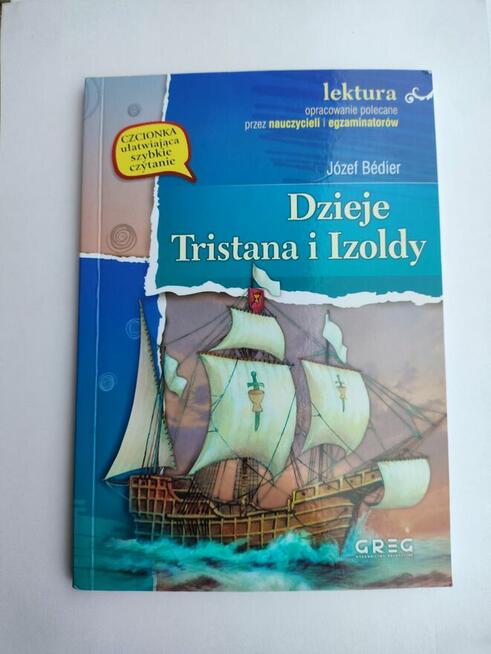 lektura
opracowanie polecane
przez nauczycieli i egzaminatorów
CZCIONKA
ułatwiająca
szybkie
czytanie
Józef Bédier
Dzieje
Tristana i Izoldy
GREG